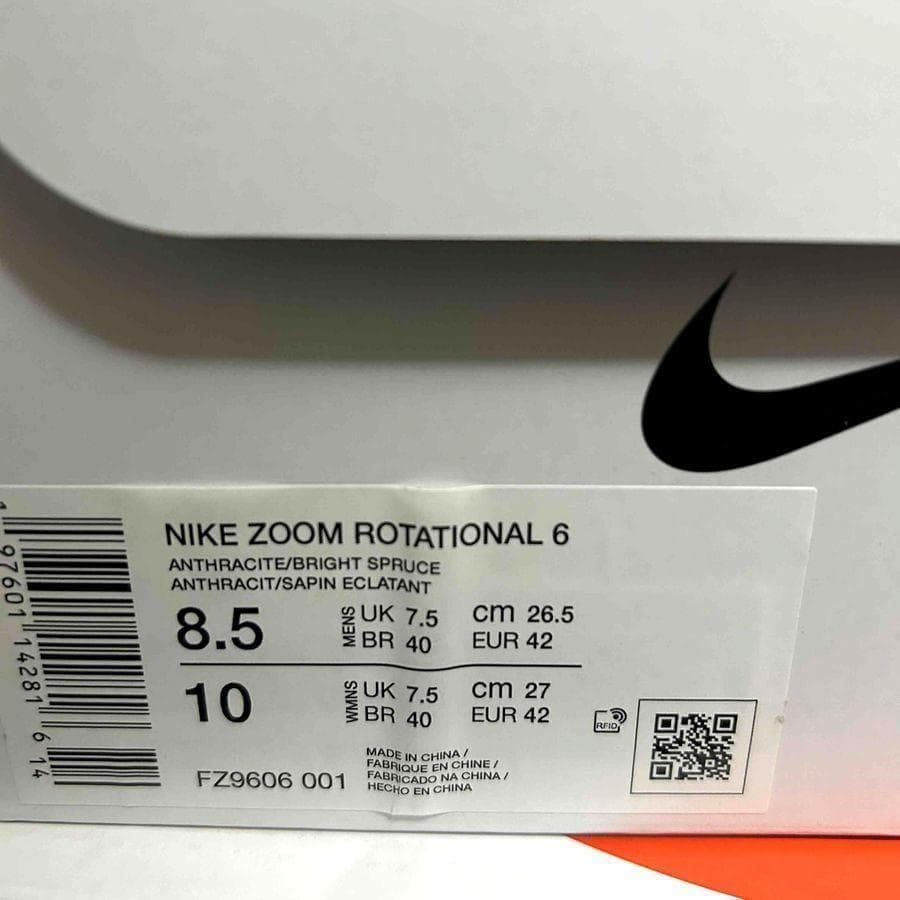 NIKE ZOOM ROTATIONAL 6
ANTHRACITE/BRIGHT SPRUCE
ANTHRACIT/SAPIN ECLATANT
8.5 MENS UK 7.5 cm 26.5
BR 40 EUR 42
10 WMNS UK 7.5 cm 27
BR 40 EUR 42
RFID
FZ9606 001
MADE IN CHINA /
FABRIQUE EN CHINE /
FABRICADO NA CHINA /
HECHO EN CHINA
1 97601 14281 6 14